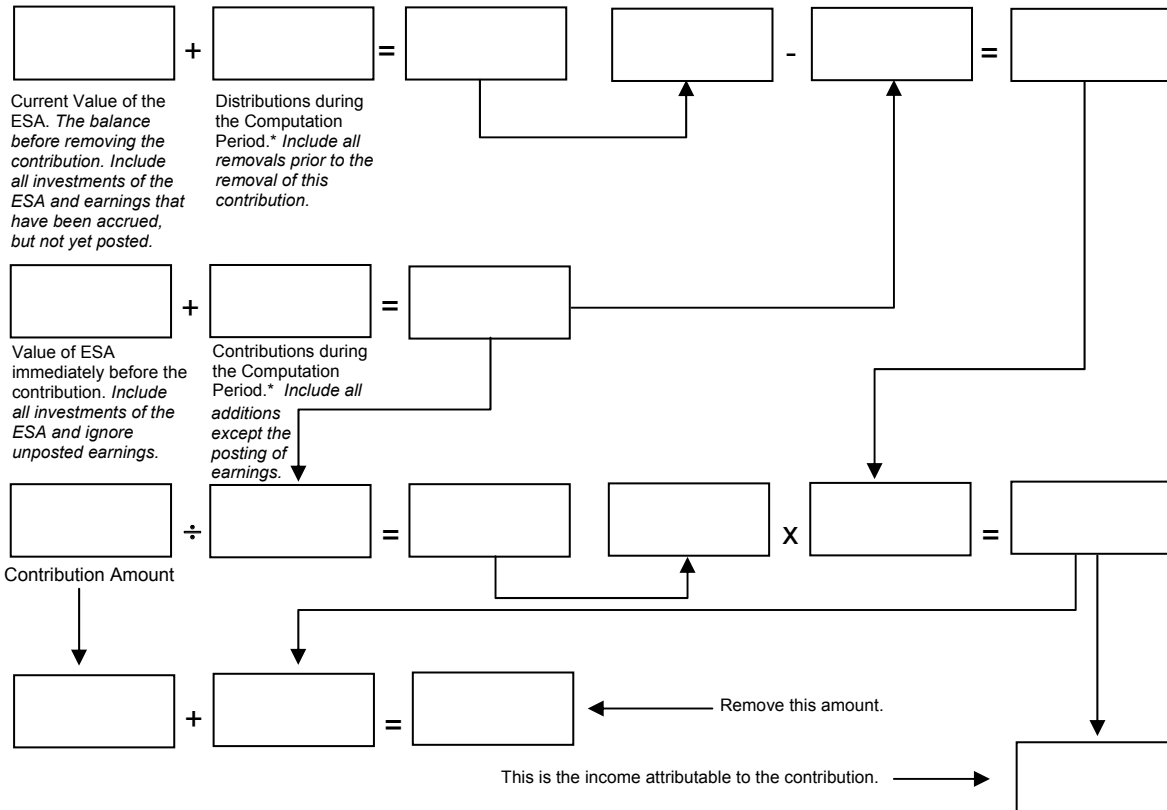 + = - =
Current Value of the
ESA. The balance
before removing the
contribution. Include
all investments of the
ESA and earnings that
have been accrued,
but not yet posted.
Distributions during
the Computation
Period.* Include all
removals prior to the
removal of this
contribution.
+ =
Value of ESA
immediately before the
contribution. Include
all investments of the
ESA and ignore
unposted earnings.
Contributions during
the Computation
Period.* Include all
additions
except the
posting of
earnings.
÷ = x =
Contribution Amount
+ = Remove this amount.
This is the income attributable to the contribution.